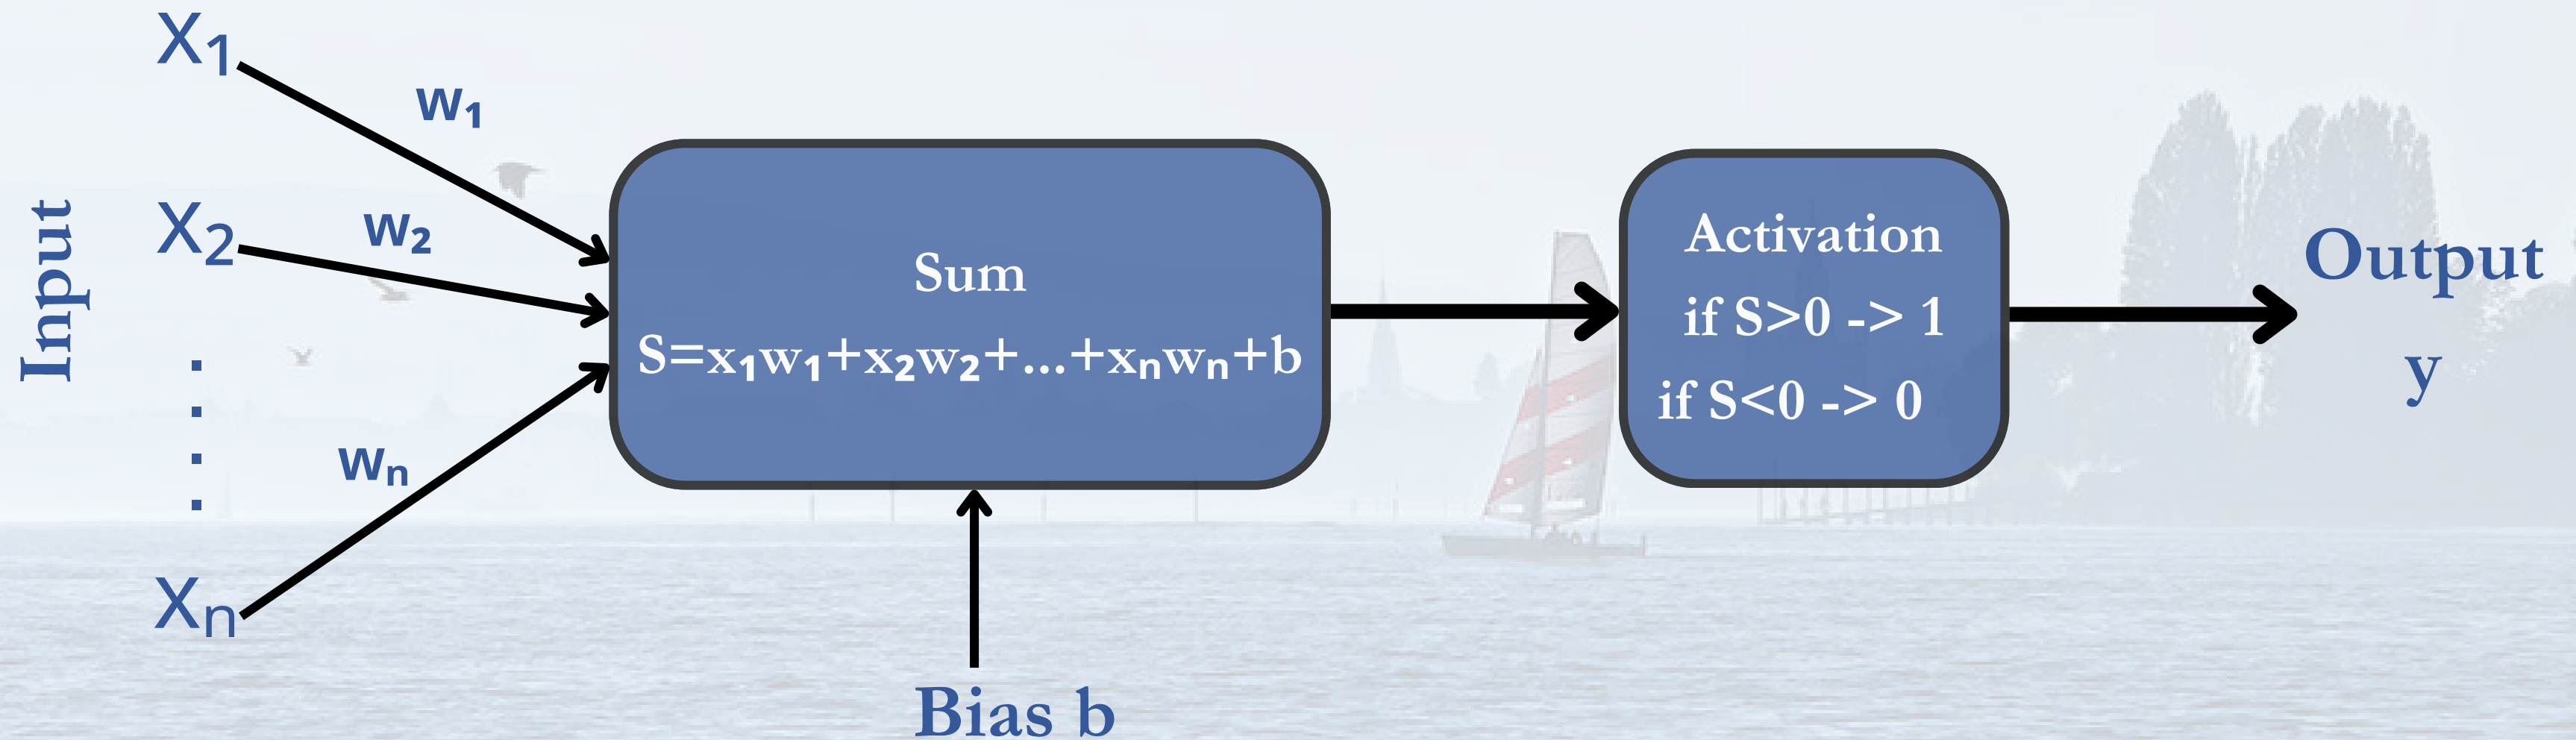 Input
X₁
w₁
X₂
w₂
Xₙ
wₙ
Sum
S=x₁w₁+x₂w₂+...+xₙwₙ+b
Bias b
Activation
if S>0 -> 1
if S<0 -> 0
Output
y